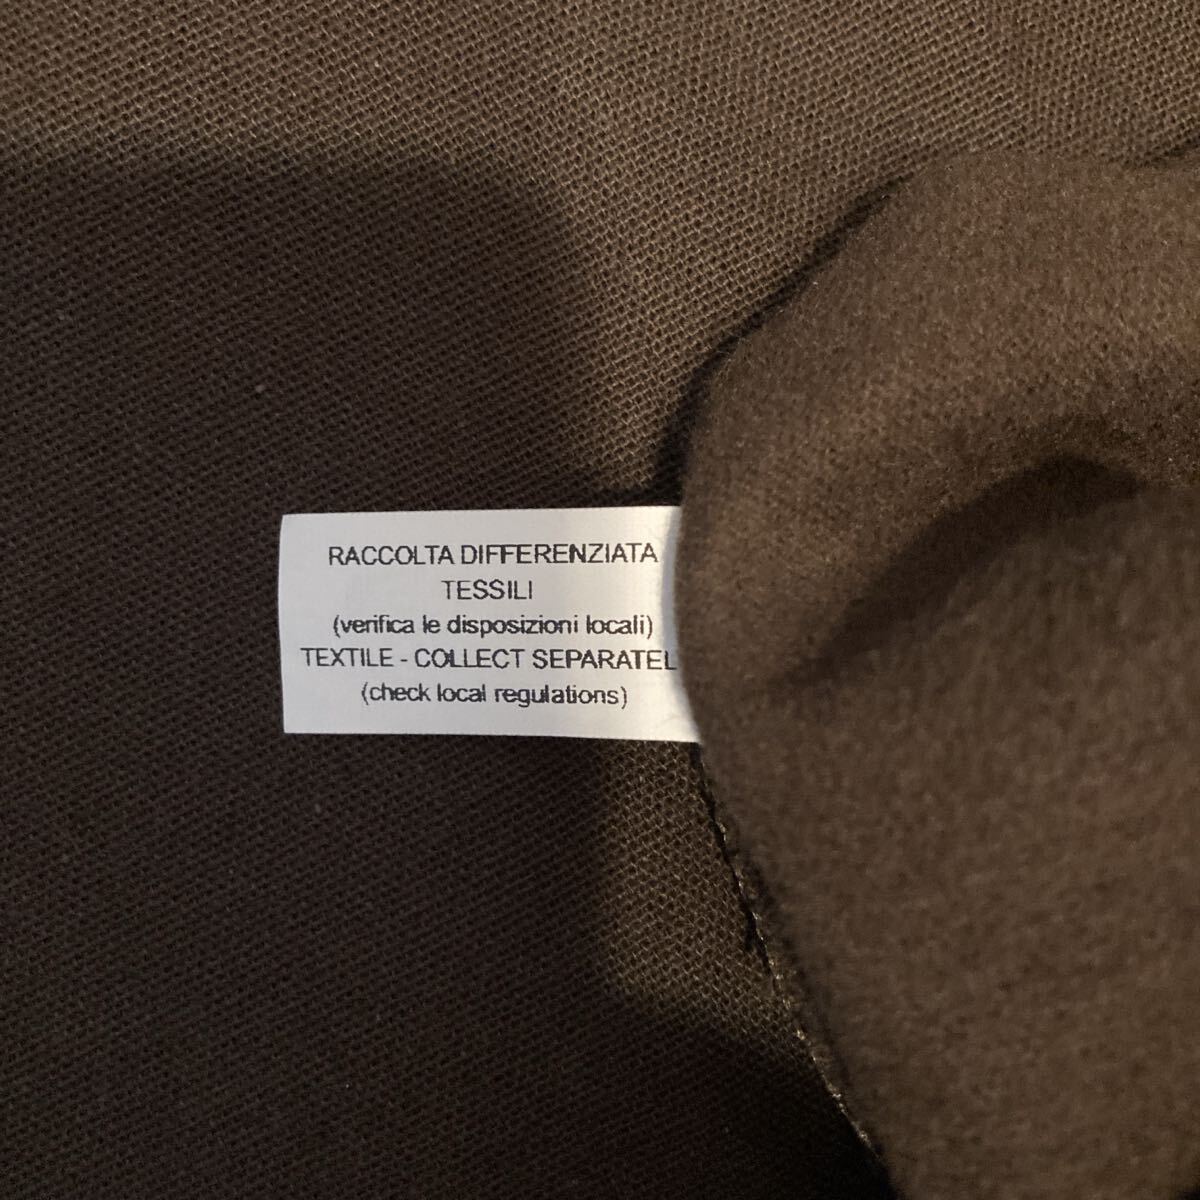 RACCOLTA DIFFERENZIATA
TESSILI
(verifica le disposizioni locali)
TEXTILE - COLLECT SEPARATEL
(check local regulations)